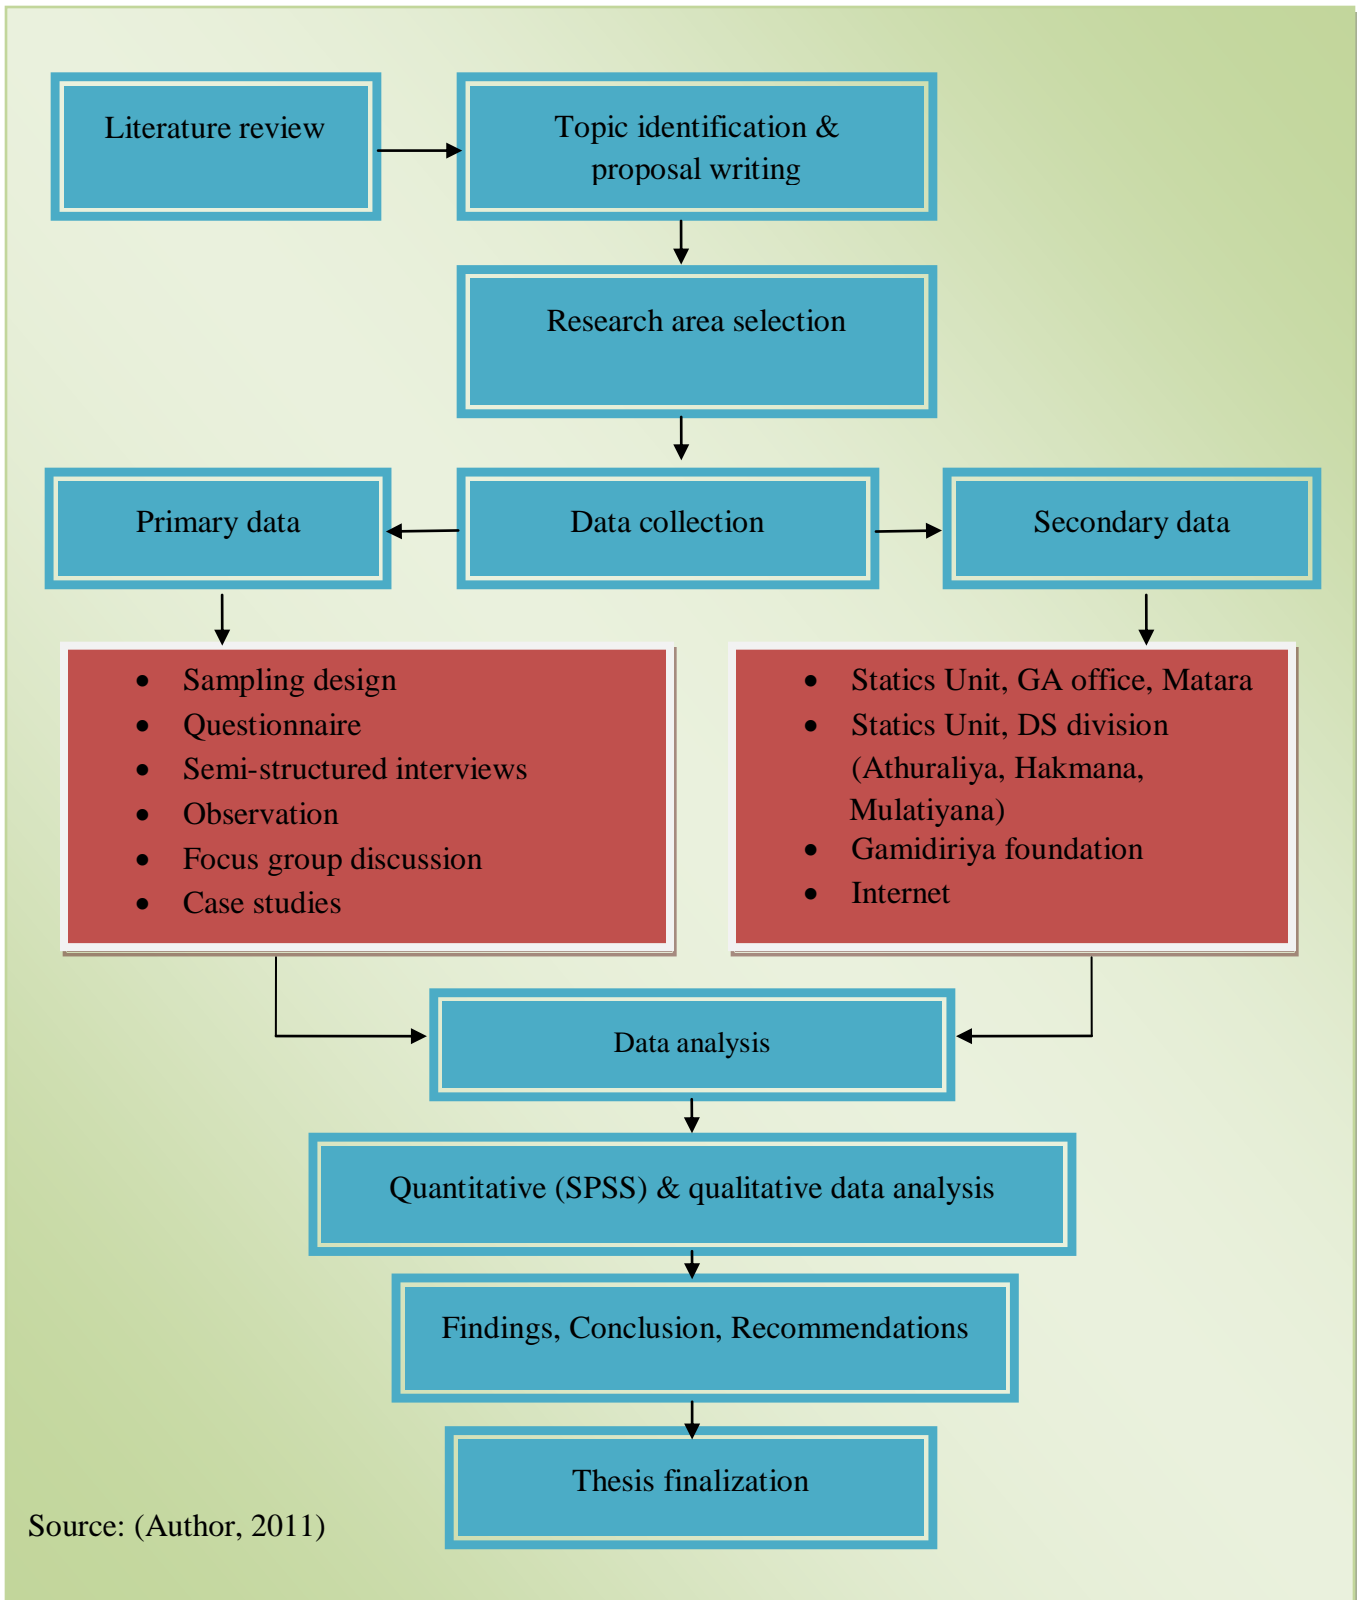 Literature review
Topic identification &
proposal writing
Research area selection
Primary data
Data collection
Secondary data
• Sampling design
• Questionnaire
• Semi-structured interviews
• Observation
• Focus group discussion
• Case studies
• Statics Unit, GA office, Matara
• Statics Unit, DS division
(Athuraliya, Hakmana,
Mulatiyana)
• Gamidiriya foundation
• Internet
Data analysis
Quantitative (SPSS) & qualitative data analysis
Findings, Conclusion, Recommendations
Thesis finalization
Source: (Author, 2011)